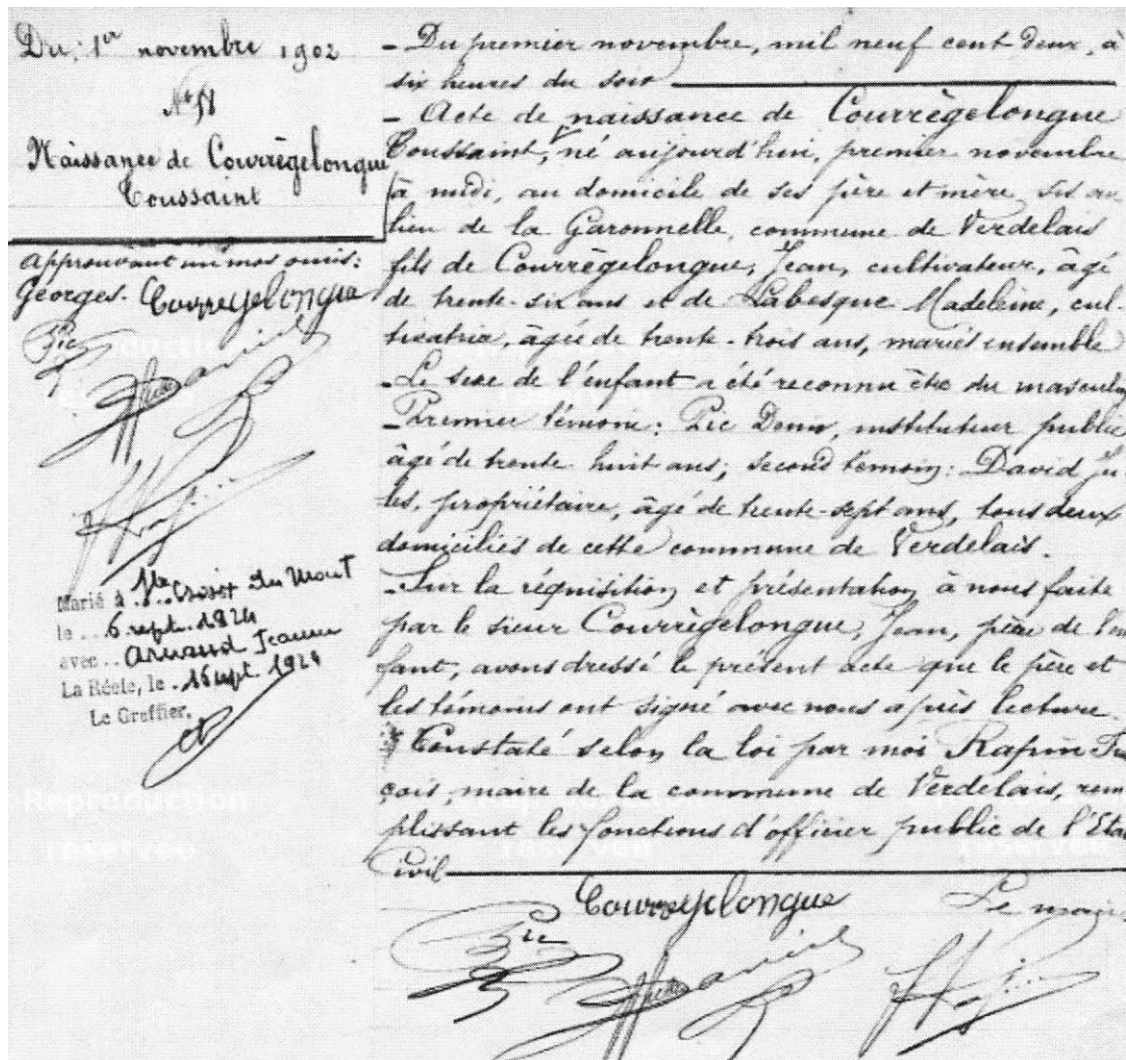 Du: 1er novembre 1902
Naissance de Courrègelongue
Toussaint
approuvant un mot omis:
Georges. Courregelongue
Pic
Marié à Ste Croix du Mont
le 6 sept. 1924
avec Arnaud Jeanne
La Réole, le 15 sept 1924
Le Greffier,
- Du premier novembre, mil neuf cent deux, à
six heures du soir
- Acte de naissance de Courrègelongue
Toussaint, né aujourd'hui, premier novembre
à midi, au domicile de ses père et mère sis au
lieu de la Garonnelle, commune de Verdelais
fils de Courrègelongue, Jean, cultivateur, âgé
de trente-six ans et de Labesque Madeleine, cul-
tivatrice, âgée de trente-trois ans, mariés ensemble
- Le sexe de l'enfant a été reconnu être du masculin
- Premier témoin: Pic Denis, instituteur public
âgé de trente huit ans; second témoin: David Ju-
les, propriétaire, âgé de trente-sept ans, tous deux
domiciliés de cette commune de Verdelais.
- Sur la réquisition et présentation à nous faite
par le sieur Courrègelongue, Jean, père de l'en
fant, avons dressé le présent acte que le père et
les témoins ont signé avec nous après lecture.
Constaté selon la loi par moi Rapin Fran
çois, maire de la commune de Verdelais, rem
plissant les fonctions d'officier public de l'Etat
Civil
Courregelongue Le maire,
Pic
Reproduction
reservée